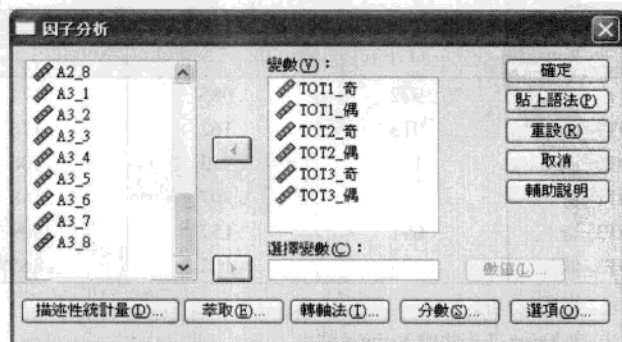 因子分析
A2_8
A3_1
A3_2
A3_3
A3_4
A3_5
A3_6
A3_7
A3_8
變數(V)：
TOT1_奇
TOT1_偶
TOT2_奇
TOT2_偶
TOT3_奇
TOT3_偶
選擇變數(C)：
數值(L)...
確定
貼上語法(P)
重設(R)
取消
輔助說明
描述性統計量(D)...
萃取(E)...
轉軸法(T)...
分數(S)...
選項(O)...